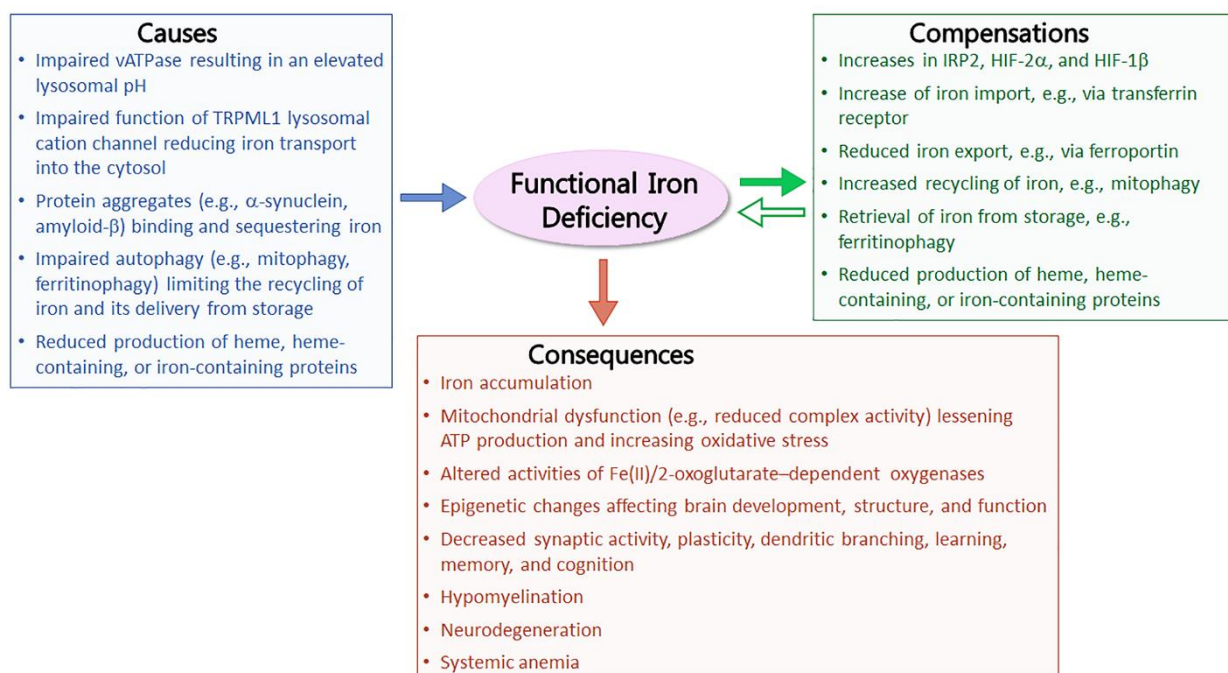 Causes
• Impaired vATPase resulting in an elevated
lysosomal pH
• Impaired function of TRPML1 lysosomal
cation channel reducing iron transport
into the cytosol
• Protein aggregates (e.g., α-synuclein,
amyloid-β) binding and sequestering iron
• Impaired autophagy (e.g., mitophagy,
ferritinophagy) limiting the recycling of
iron and its delivery from storage
• Reduced production of heme, heme-
containing, or iron-containing proteins
Functional Iron
Deficiency
Compensations
• Increases in IRP2, HIF-2α, and HIF-1β
• Increase of iron import, e.g., via transferrin
receptor
• Reduced iron export, e.g., via ferroportin
• Increased recycling of iron, e.g., mitophagy
• Retrieval of iron from storage, e.g.,
ferritinophagy
• Reduced production of heme, heme-
containing, or iron-containing proteins
Consequences
• Iron accumulation
• Mitochondrial dysfunction (e.g., reduced complex activity) lessening
ATP production and increasing oxidative stress
• Altered activities of Fe(II)/2-oxoglutarate–dependent oxygenases
• Epigenetic changes affecting brain development, structure, and function
• Decreased synaptic activity, plasticity, dendritic branching, learning,
memory, and cognition
• Hypomyelination
• Neurodegeneration
• Systemic anemia